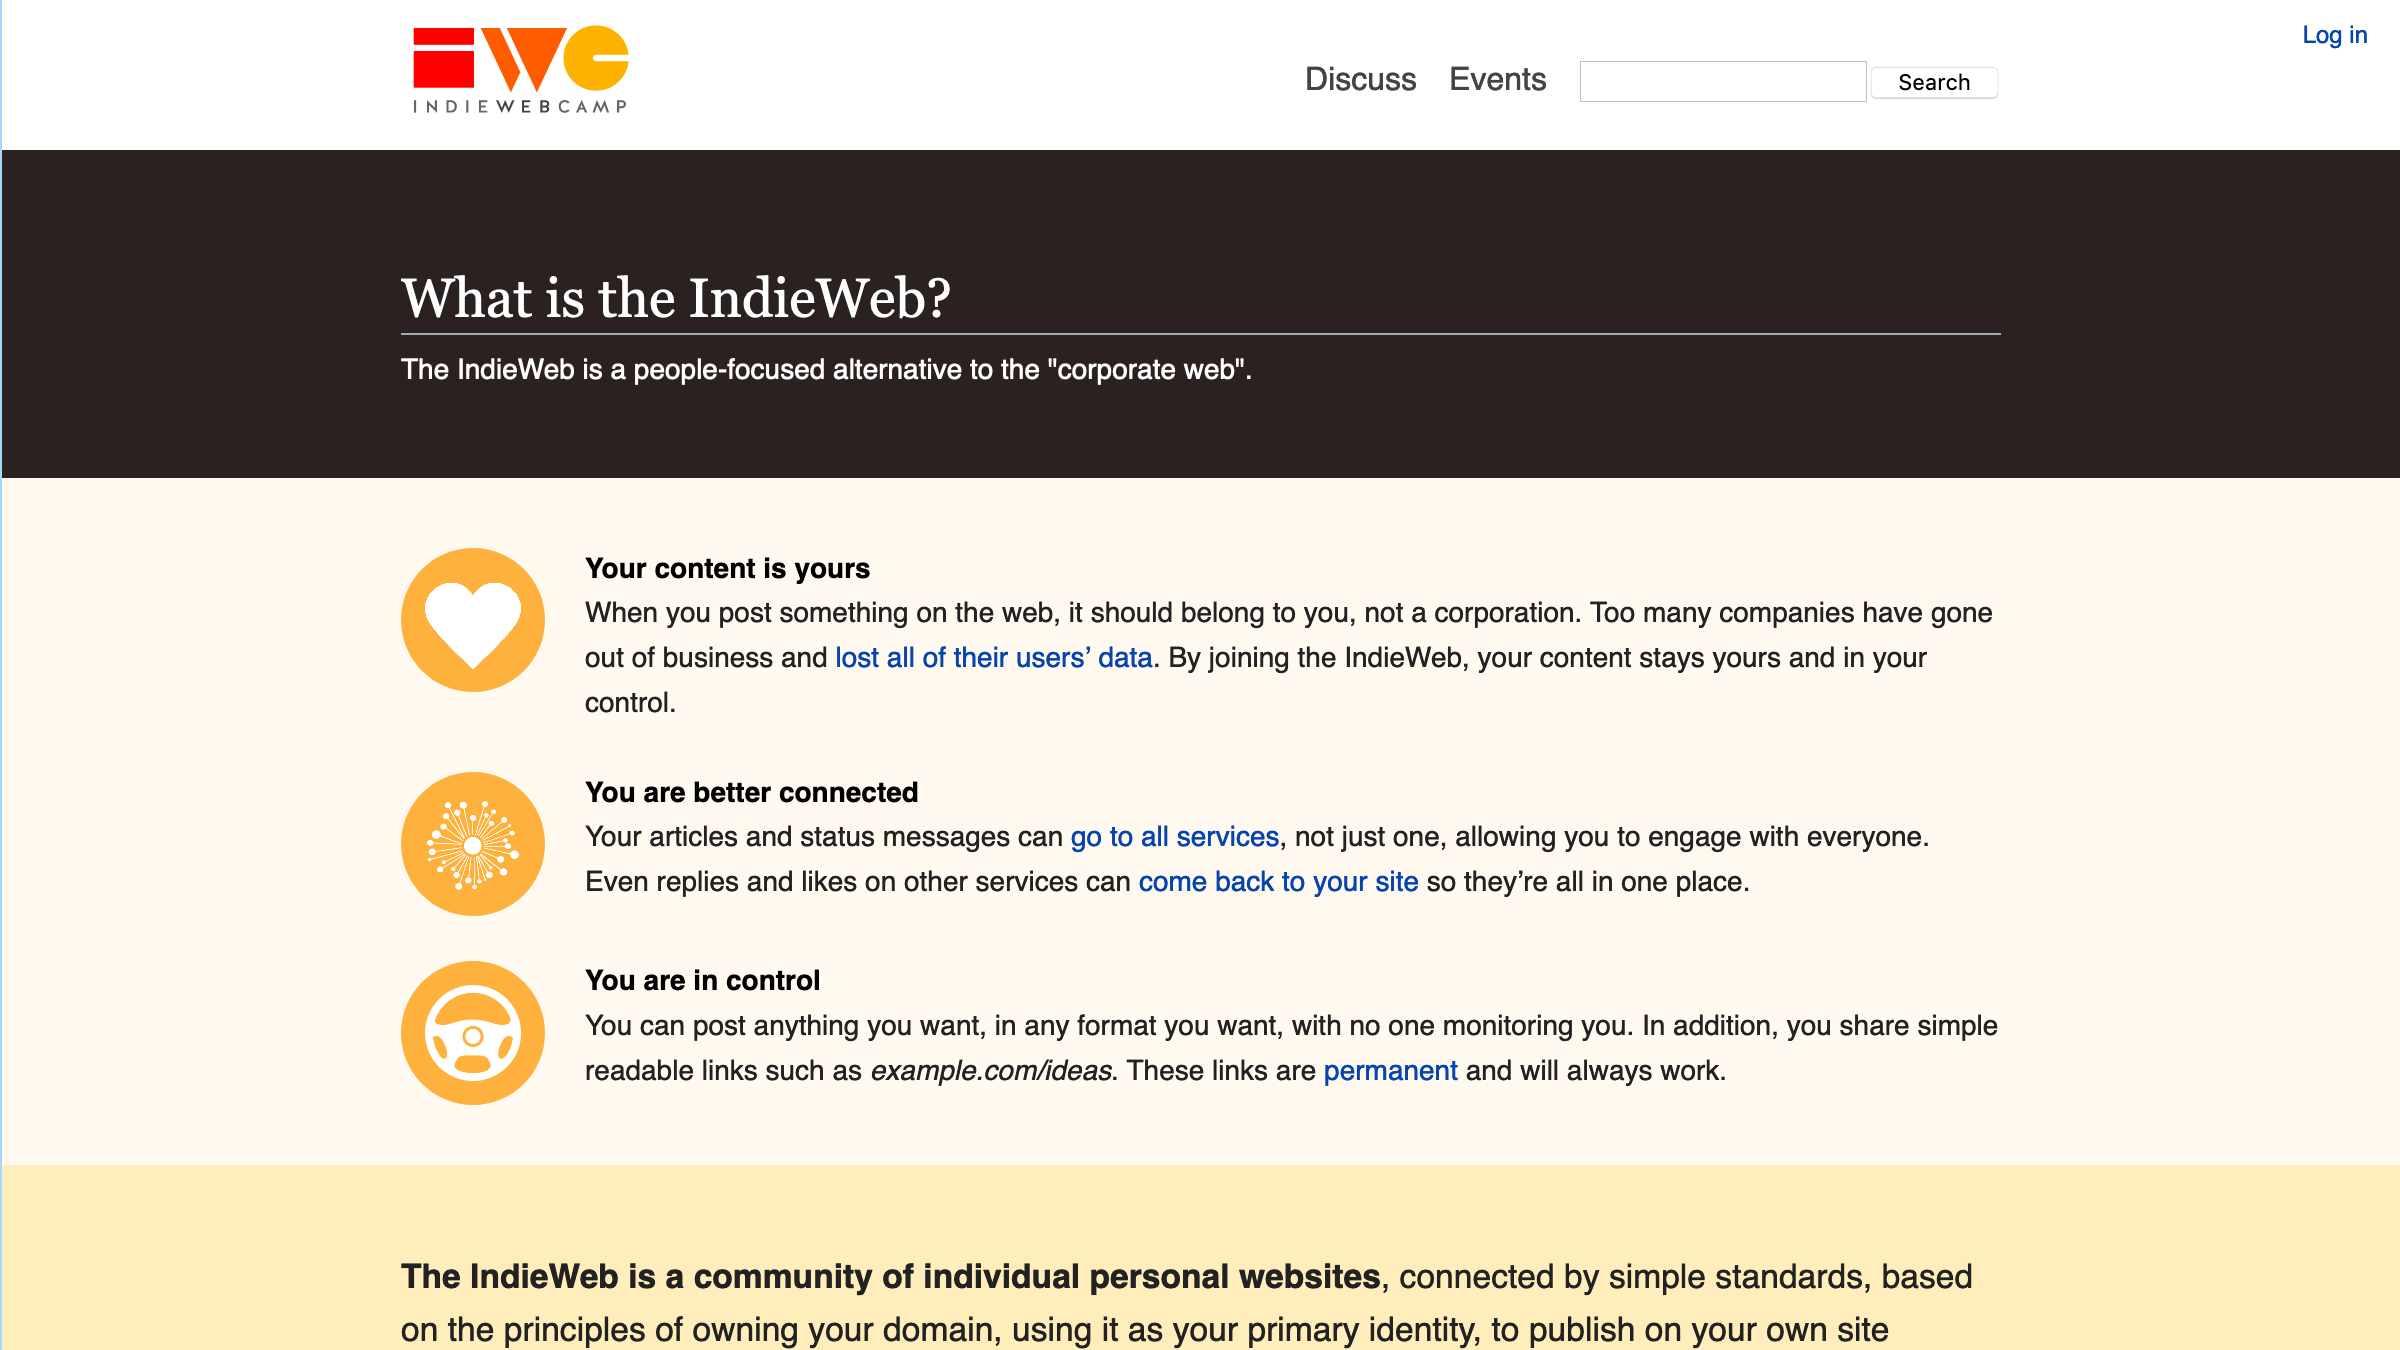 INDIEWEBCAMP
Log in
Discuss Events Search
What is the IndieWeb?
The IndieWeb is a people-focused alternative to the "corporate web".
Your content is yours
When you post something on the web, it should belong to you, not a corporation. Too many companies have gone
out of business and lost all of their users’ data. By joining the IndieWeb, your content stays yours and in your
control.
You are better connected
Your articles and status messages can go to all services, not just one, allowing you to engage with everyone.
Even replies and likes on other services can come back to your site so they’re all in one place.
You are in control
You can post anything you want, in any format you want, with no one monitoring you. In addition, you share simple
readable links such as example.com/ideas. These links are permanent and will always work.
The IndieWeb is a community of individual personal websites, connected by simple standards, based
on the principles of owning your domain, using it as your primary identity, to publish on your own site